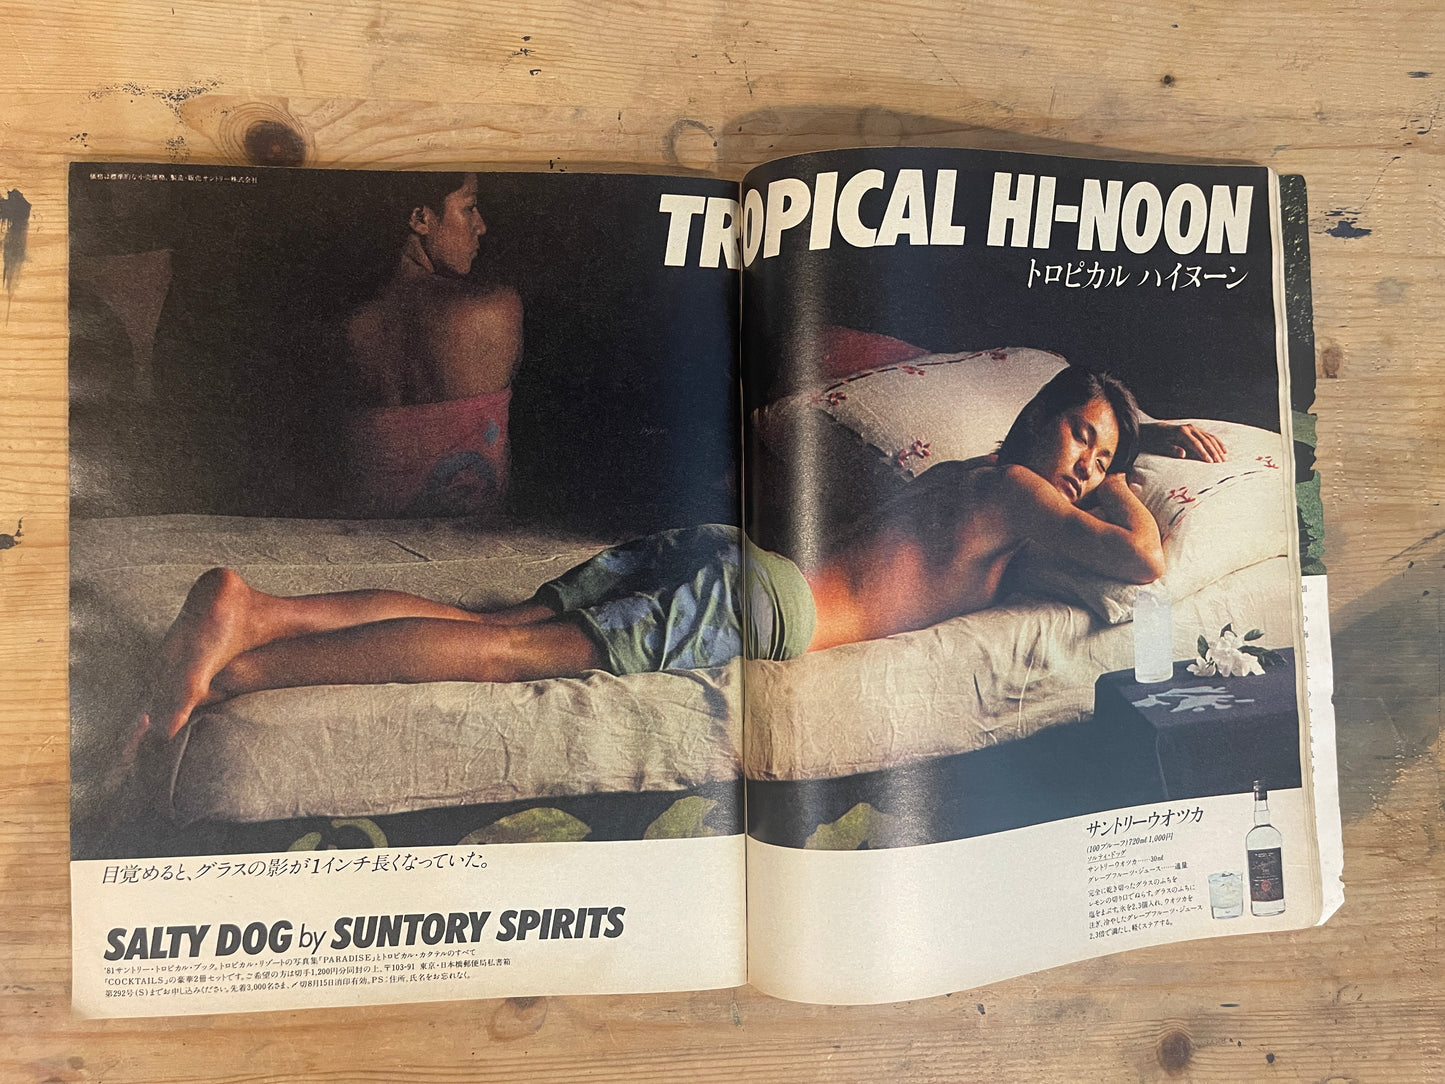 価格は標準的な小売価格。製造・販売サントリー株式会社
TROPICAL HI-NOON
トロピカル ハイヌーン
目覚めると、グラスの影が1インチ長くなっていた。
SALTY DOG by SUNTORY SPIRITS
'81サントリー・トロピカル・ブック。トロピカル・リゾートの写真集「PARADISE」とトロピカル・カクテルのすべて
「COCKTAILS」の豪華2冊セットです。ご希望の方は切手1,200円分同封の上、〒103-91 東京・日本橋郵便局私書箱
第292号(S)までお申し込みください。先着3,000名さま、〆切8月15日消印有効。PS:住所、氏名をお忘れなく。
サントリーウオツカ
(100プルーフ)720ml 1,000円
ソルティ・ドッグ
サントリーウオツカ……30ml
グレープフルーツ・ジュース……適量
完全に乾き切ったグラスのふちを
レモンの切り口でぬらす。グラスのふちに
塩をまぶす。氷を2、3個入れ、ウオツカを
注ぎ、冷やしたグレープフルーツ・ジュース
2、3倍で満たし、軽くステアする。